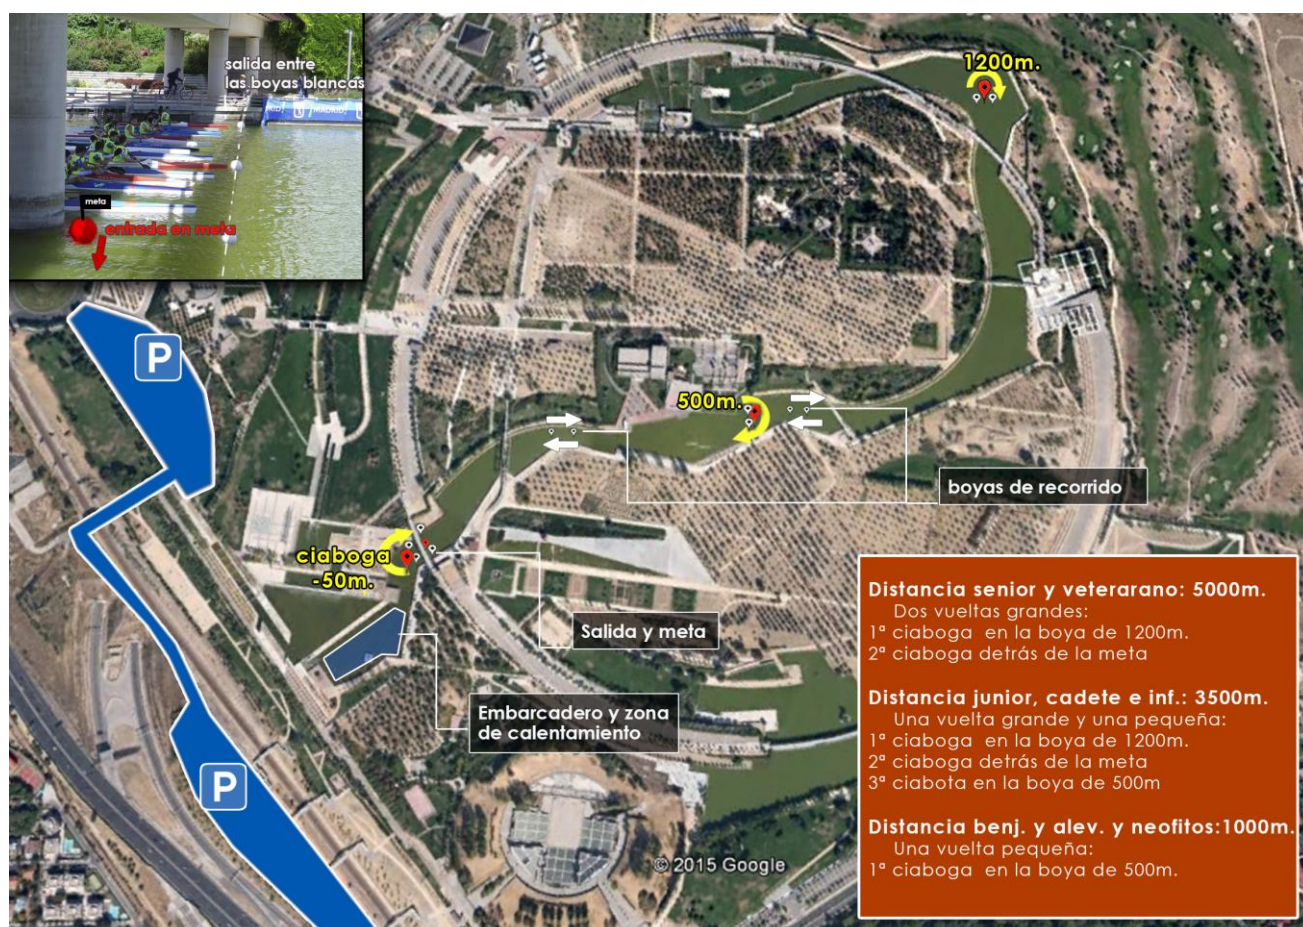 salida entre
las boyas blancas
MADRID
meta
entrada en meta
1200m.
P
500m.
boyas de recorrido
ciaboga
-50m.
Salida y meta
Embarcadero y zona
de calentamiento
P
© 2015 Google
Distancia senior y veterarano: 5000m.
Dos vueltas grandes:
1ª ciaboga en la boya de 1200m.
2ª ciaboga detrás de la meta
Distancia junior, cadete e inf.: 3500m.
Una vuelta grande y una pequeña:
1ª ciaboga en la boya de 1200m.
2ª ciaboga detrás de la meta
3ª ciabota en la boya de 500m
Distancia benj. y alev. y neofitos:1000m.
Una vuelta pequeña:
1ª ciaboga en la boya de 500m.